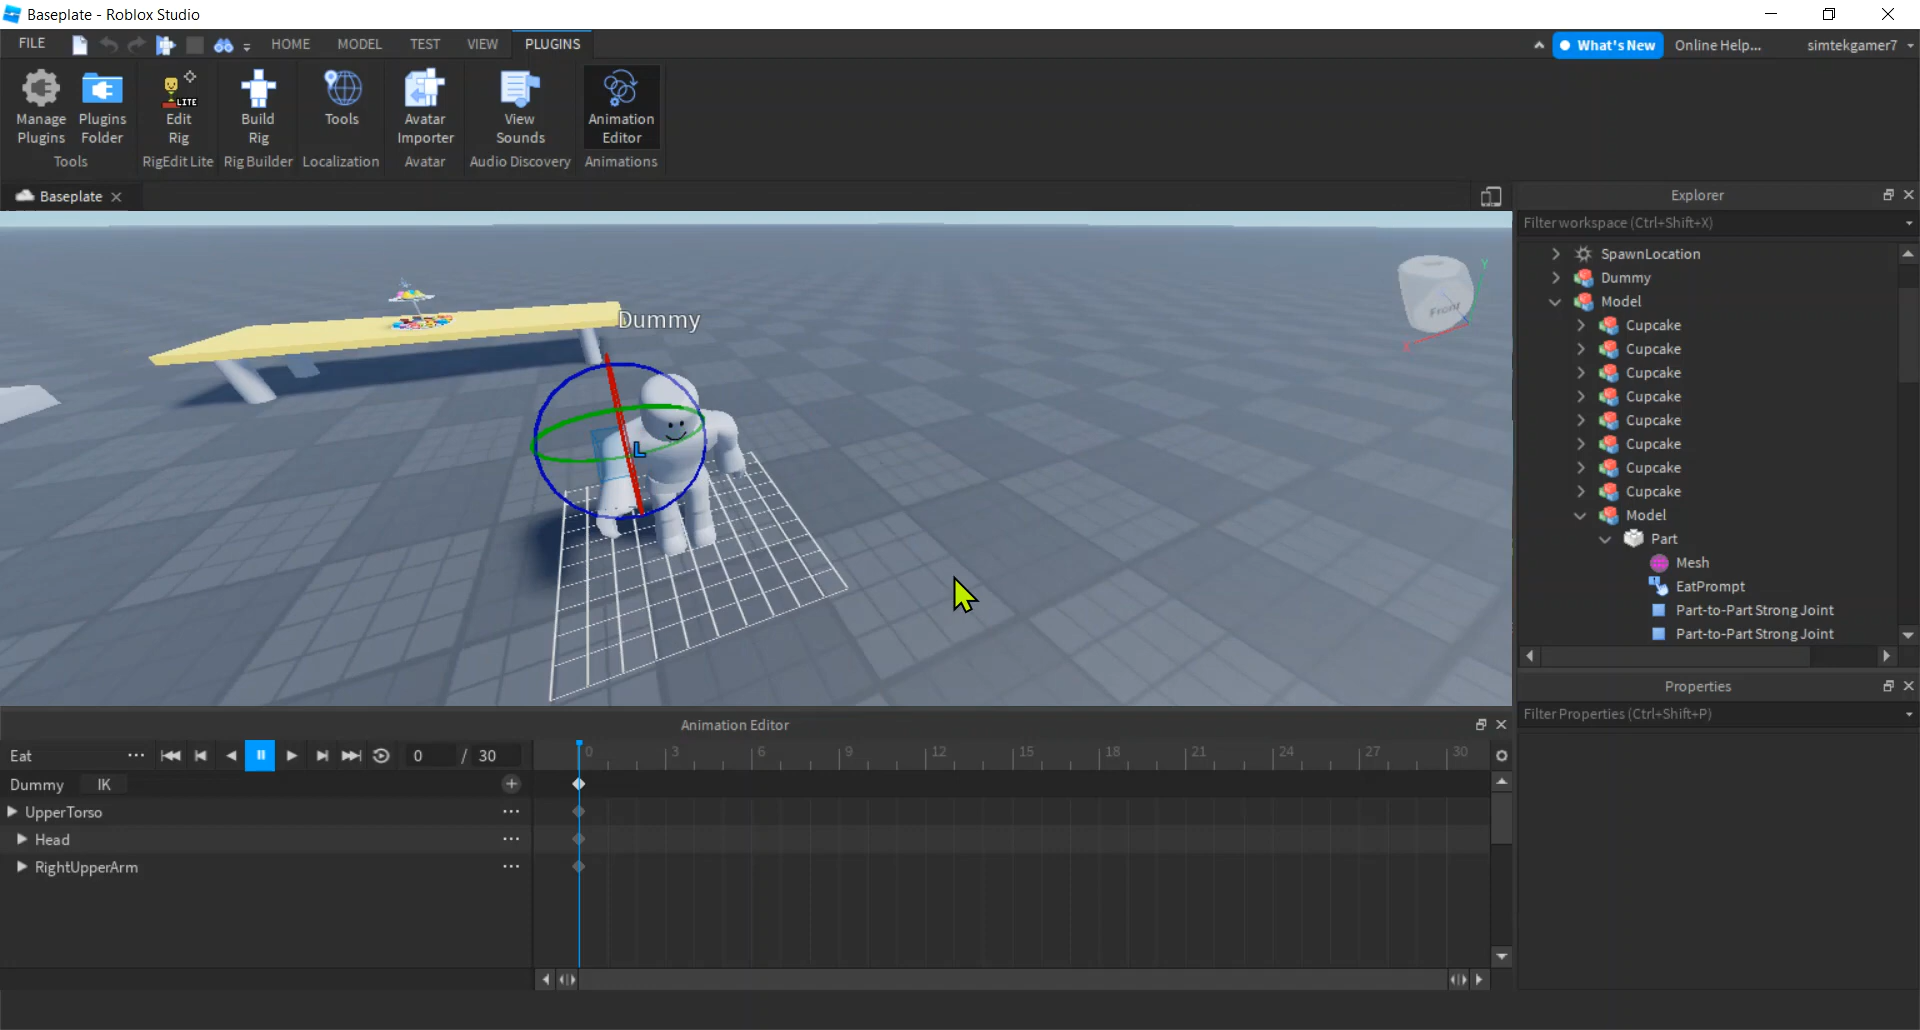 Baseplate - Roblox Studio
FILE HOME MODEL TEST VIEW PLUGINS What's New Online Help... simtekgamer7
Manage Plugins
Plugins Folder
Tools
LITE
Edit Rig
RigEdit Lite
Build Rig
Rig Builder
Tools
Localization
Avatar Importer
Avatar
View Sounds
Audio Discovery
Animation Editor
Animations
Baseplate
Dummy
L
Front
Y
Explorer
Filter workspace (Ctrl+Shift+X)
SpawnLocation
Dummy
Model
Cupcake
Cupcake
Cupcake
Cupcake
Cupcake
Cupcake
Cupcake
Cupcake
Model
Part
Mesh
EatPrompt
Part-to-Part Strong Joint
Part-to-Part Strong Joint
Properties
Filter Properties (Ctrl+Shift+P)
Animation Editor
Eat ... 0 / 30 0 3 6 9 12 15 18 21 24 27 30
Dummy IK
UpperTorso ...
Head ...
RightUpperArm ...